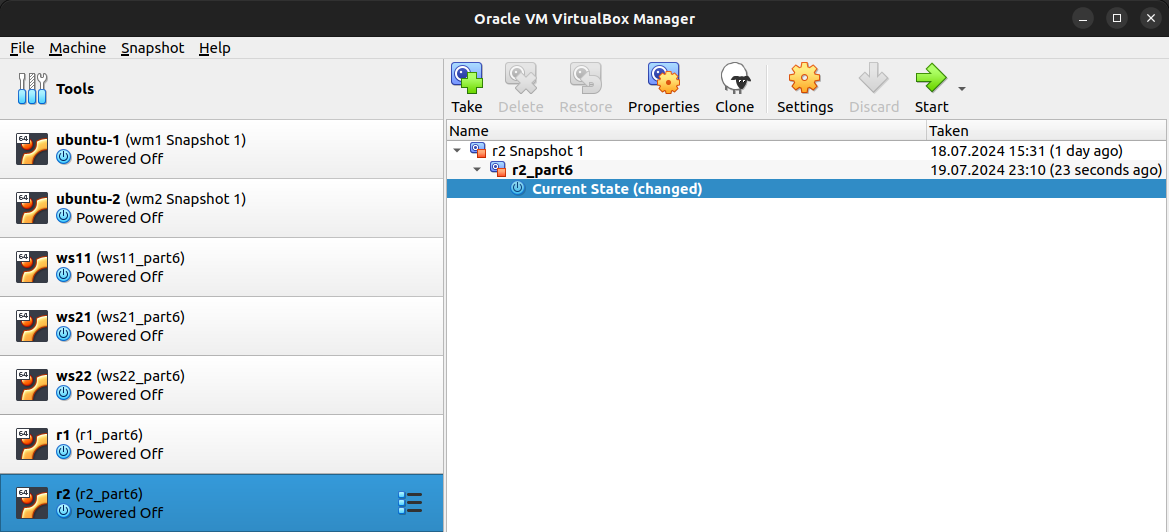 Oracle VM VirtualBox Manager
File Machine Snapshot Help
Tools
64
ubuntu-1 (wm1 Snapshot 1)
Powered Off
64
ubuntu-2 (wm2 Snapshot 1)
Powered Off
64
ws11 (ws11_part6)
Powered Off
64
ws21 (ws21_part6)
Powered Off
64
ws22 (ws22_part6)
Powered Off
64
r1 (r1_part6)
Powered Off
64
r2 (r2_part6)
Powered Off
Take Delete Restore Properties Clone Settings Discard Start
Name Taken
r2 Snapshot 1 18.07.2024 15:31 (1 day ago)
r2_part6 19.07.2024 23:10 (23 seconds ago)
Current State (changed)